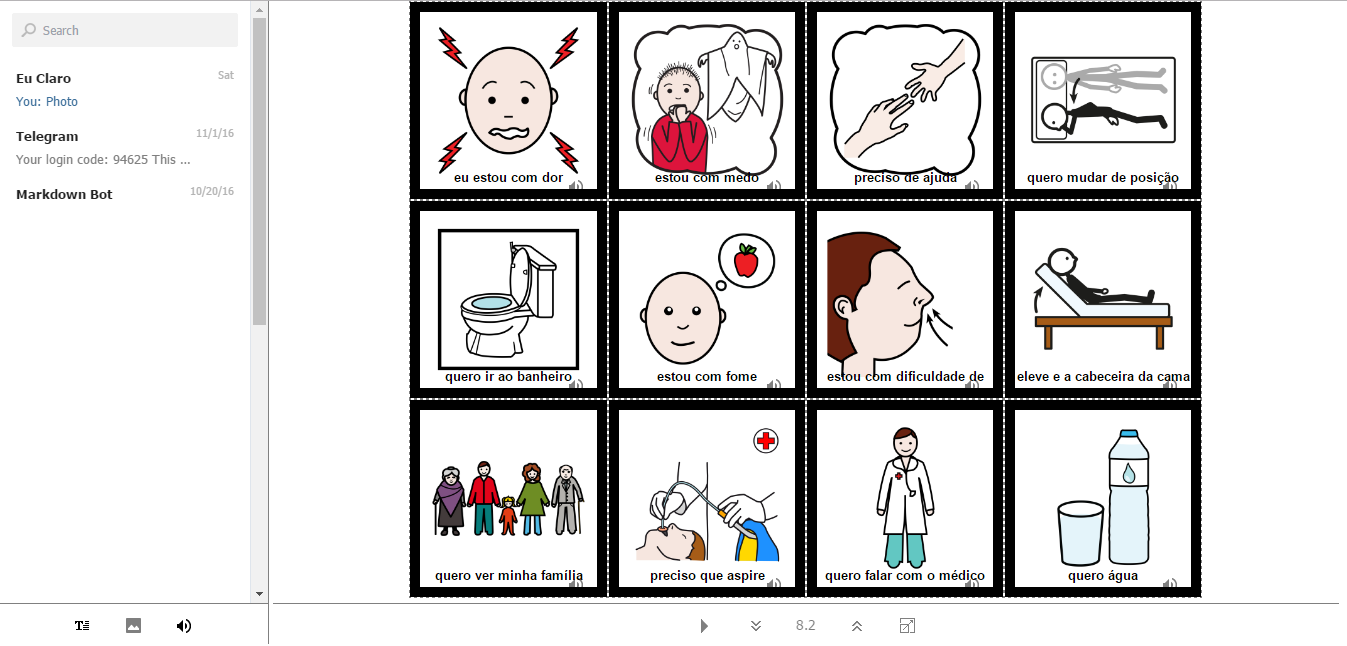 Search
Eu Claro
Sat
You: Photo
Telegram
11/1/16
Your login code: 94625 This ...
Markdown Bot
10/20/16
eu estou com dor
estou com medo
preciso de ajuda
quero mudar de posição
quero ir ao banheiro
estou com fome
estou com dificuldade de
eleve e a cabeceira da cama
quero ver minha família
preciso que aspire
quero falar com o médico
quero água
T
8.2